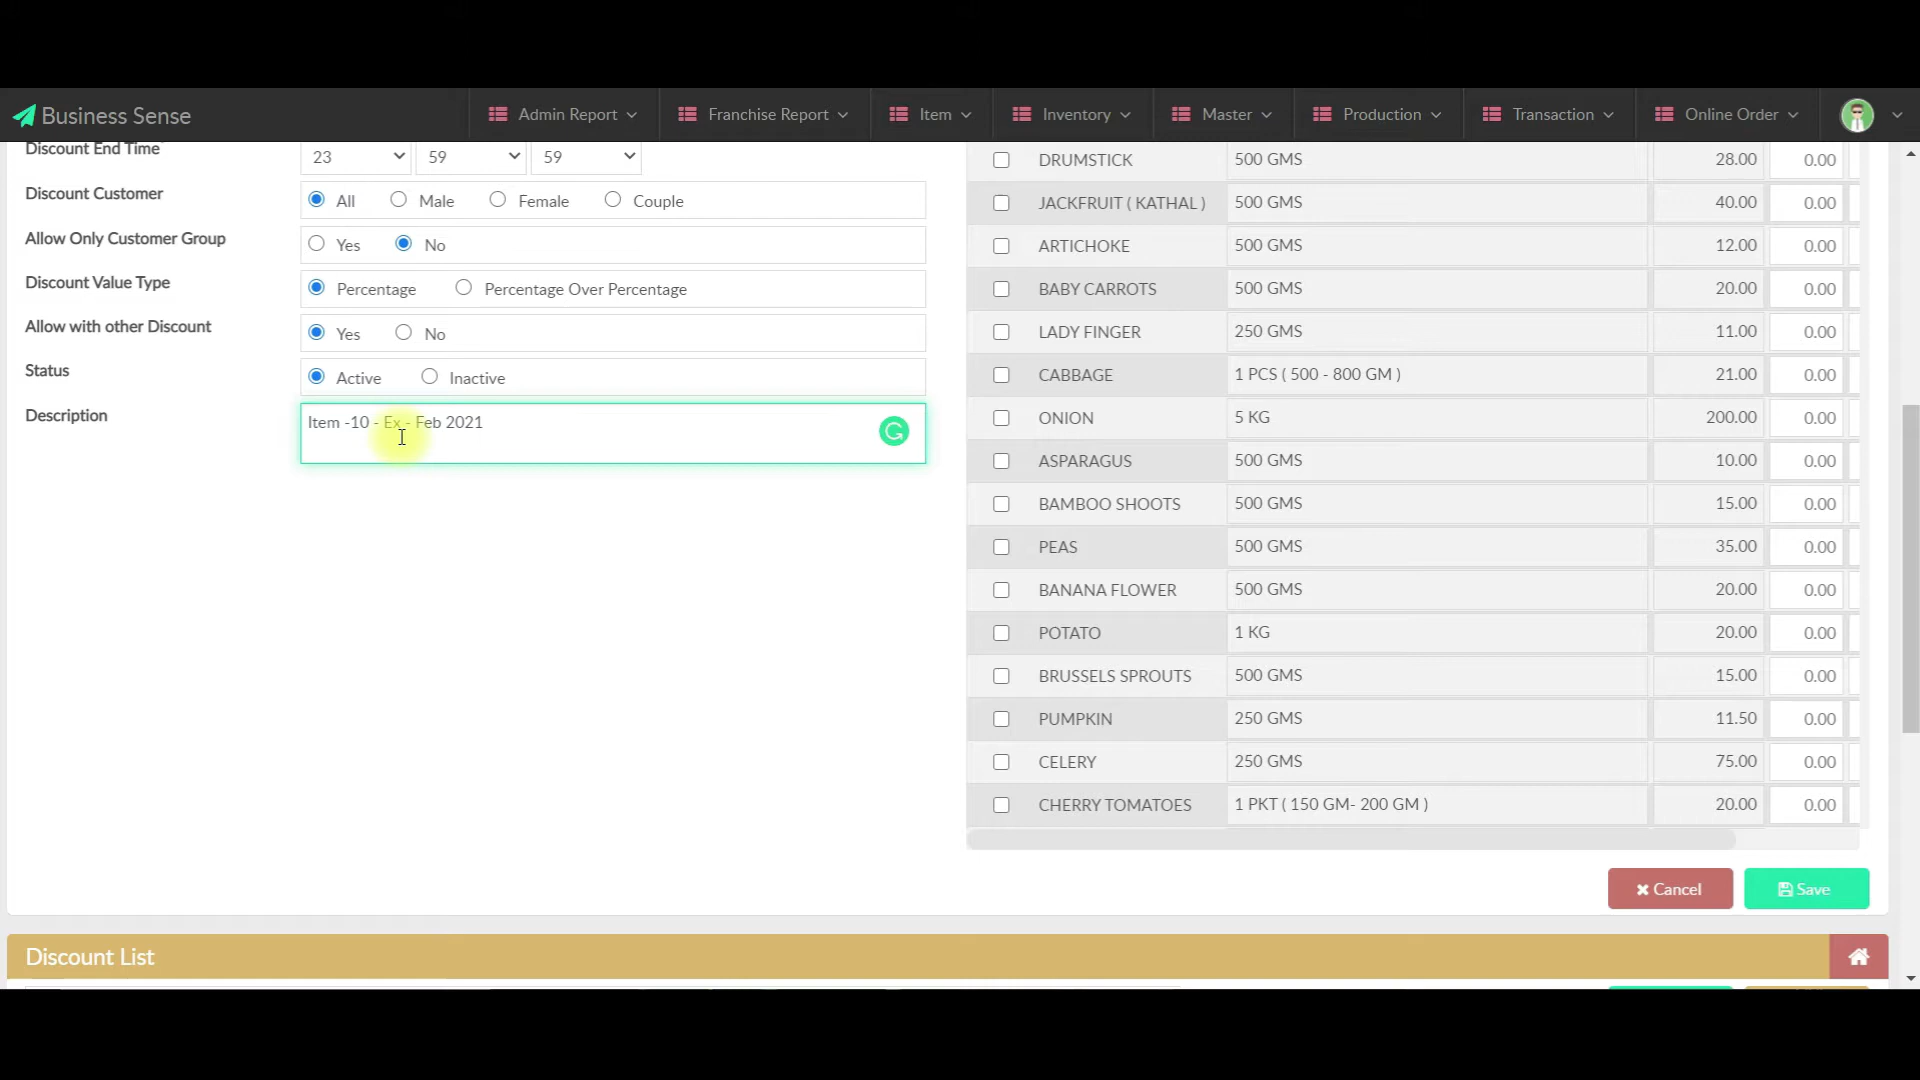 Business Sense
Admin Report
Franchise Report
Item
Inventory
Master
Production
Transaction
Online Order
Discount End Time*
23 59 59
Discount Customer
All Male Female Couple
Allow Only Customer Group
Yes No
Discount Value Type
Percentage Percentage Over Percentage
Allow with other Discount
Yes No
Status
Active Inactive
Description
Item -10 - Ex - Feb 2021
DRUMSTICK 500 GMS 28.00 0.00
JACKFRUIT ( KATHAL ) 500 GMS 40.00 0.00
ARTICHOKE 500 GMS 12.00 0.00
BABY CARROTS 500 GMS 20.00 0.00
LADY FINGER 250 GMS 11.00 0.00
CABBAGE 1 PCS ( 500 - 800 GM ) 21.00 0.00
ONION 5 KG 200.00 0.00
ASPARAGUS 500 GMS 10.00 0.00
BAMBOO SHOOTS 500 GMS 15.00 0.00
PEAS 500 GMS 35.00 0.00
BANANA FLOWER 500 GMS 20.00 0.00
POTATO 1 KG 20.00 0.00
BRUSSELS SPROUTS 500 GMS 15.00 0.00
PUMPKIN 250 GMS 11.50 0.00
CELERY 250 GMS 75.00 0.00
CHERRY TOMATOES 1 PKT ( 150 GM- 200 GM ) 20.00 0.00
Cancel
Save
Discount List